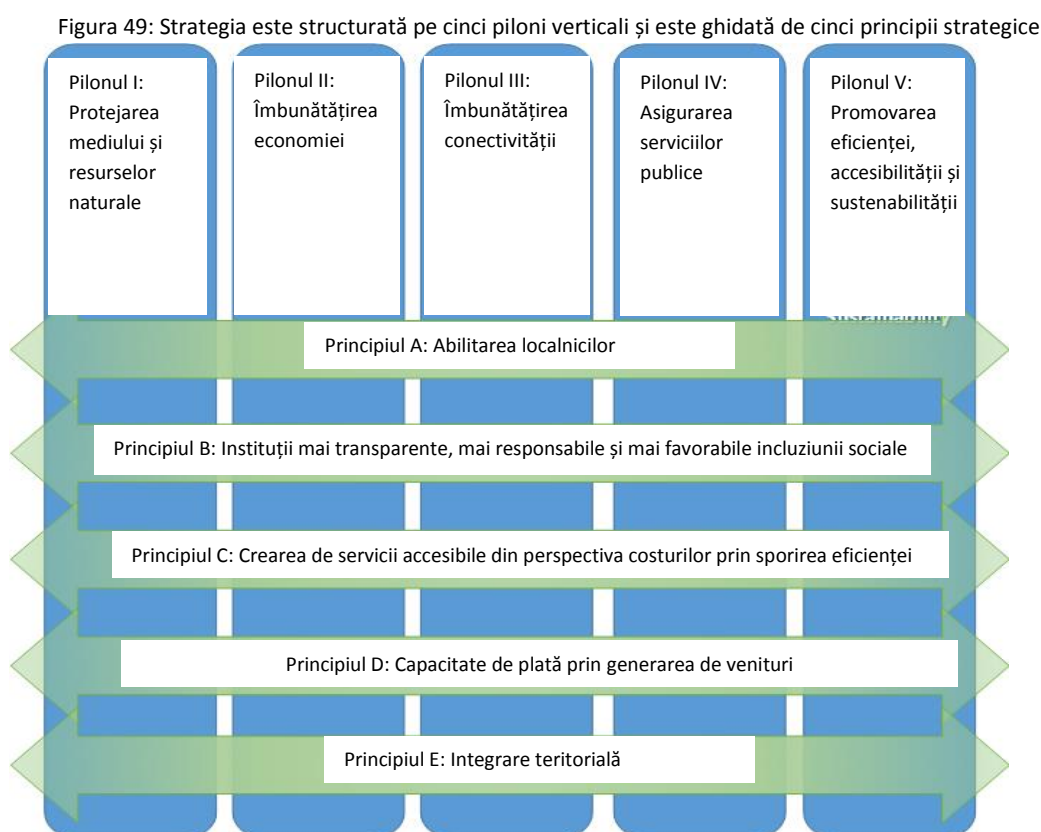 Figura 49: Strategia este structurată pe cinci piloni verticali și este ghidată de cinci principii strategice
Pilonul I:
Protejarea
mediului și
resurselor
naturale
Pilonul II:
Îmbunătățirea
economiei
Pilonul III:
Îmbunătățirea
conectivității
Pilonul IV:
Asigurarea
serviciilor
publice
Pilonul V:
Promovarea
eficienței,
accesibilității și
sustenabilității
sustainability
Principiul A: Abilitarea localnicilor
Principiul B: Instituții mai transparente, mai responsabile și mai favorabile incluziunii sociale
Principiul C: Crearea de servicii accesibile din perspectiva costurilor prin sporirea eficienței
Principiul D: Capacitate de plată prin generarea de venituri
Principiul E: Integrare teritorială